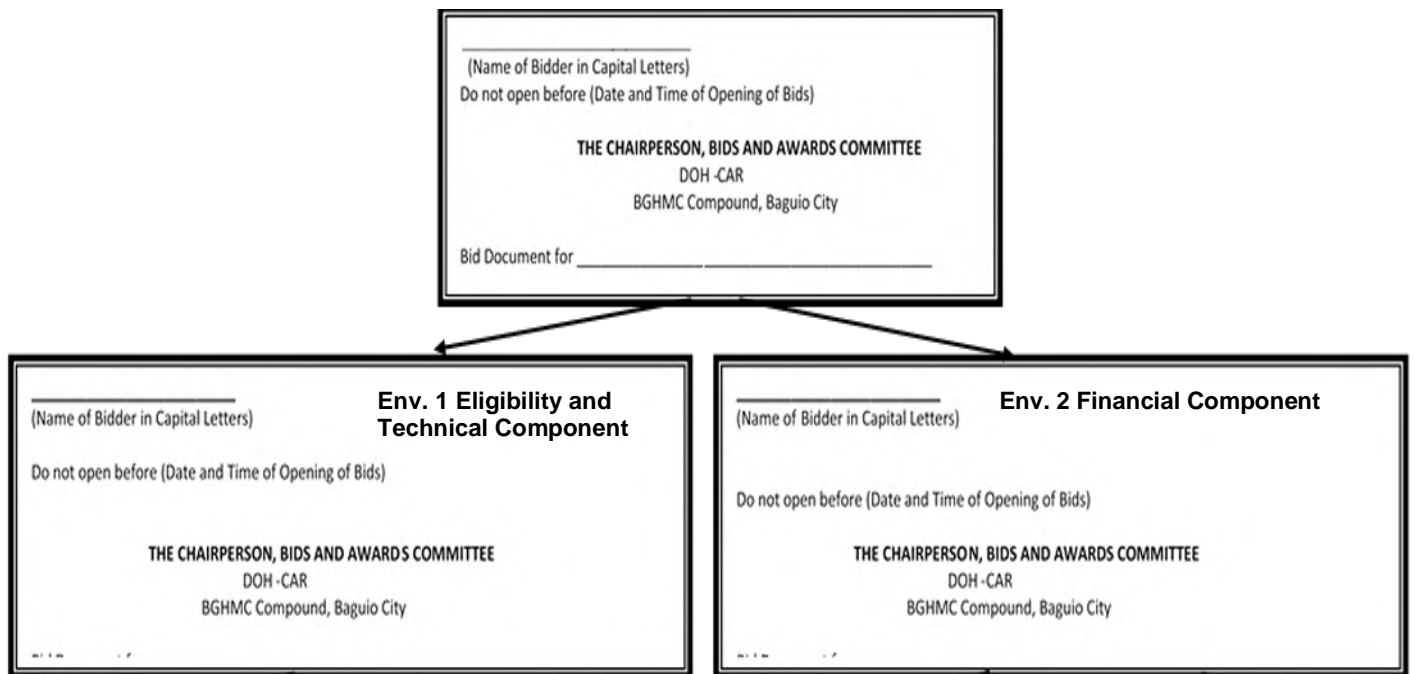 (Name of Bidder in Capital Letters)
Do not open before (Date and Time of Opening of Bids)
THE CHAIRPERSON, BIDS AND AWARDS COMMITTEE
DOH -CAR
BGHMC Compound, Baguio City
Bid Document for ____________________
Env. 1 Eligibility and
Technical Component
(Name of Bidder in Capital Letters)
Do not open before (Date and Time of Opening of Bids)
THE CHAIRPERSON, BIDS AND AWARDS COMMITTEE
DOH -CAR
BGHMC Compound, Baguio City
Env. 2 Financial Component
(Name of Bidder in Capital Letters)
Do not open before (Date and Time of Opening of Bids)
THE CHAIRPERSON, BIDS AND AWARDS COMMITTEE
DOH -CAR
BGHMC Compound, Baguio City